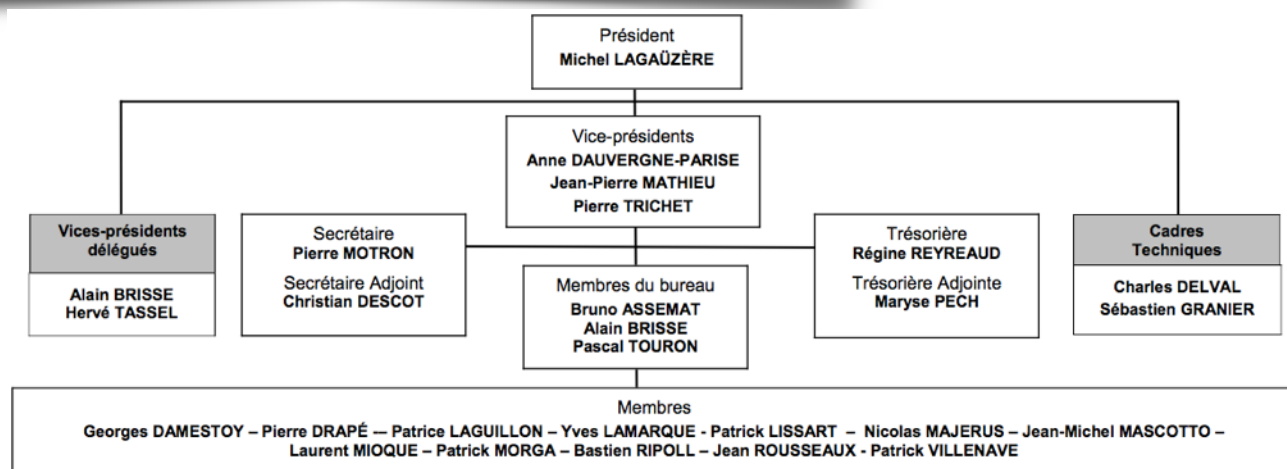 Président
Michel LAGAÜZÈRE
Vice-présidents
Anne DAUVERGNE-PARISE
Jean-Pierre MATHIEU
Pierre TRICHET
Vices-présidents
délégués
Alain BRISSE
Hervé TASSEL
Secrétaire
Pierre MOTRON
Secrétaire Adjoint
Christian DESCOT
Membres du bureau
Bruno ASSEMAT
Alain BRISSE
Pascal TOURON
Trésorière
Régine REYREAUD
Trésorière Adjointe
Maryse PECH
Cadres
Techniques
Charles DELVAL
Sébastien GRANIER
Membres
Georges DAMESTOY – Pierre DRAPÉ –- Patrice LAGUILLON – Yves LAMARQUE - Patrick LISSART – Nicolas MAJERUS – Jean-Michel MASCOTTO –
Laurent MIOQUE – Patrick MORGA – Bastien RIPOLL – Jean ROUSSEAUX - Patrick VILLENAVE